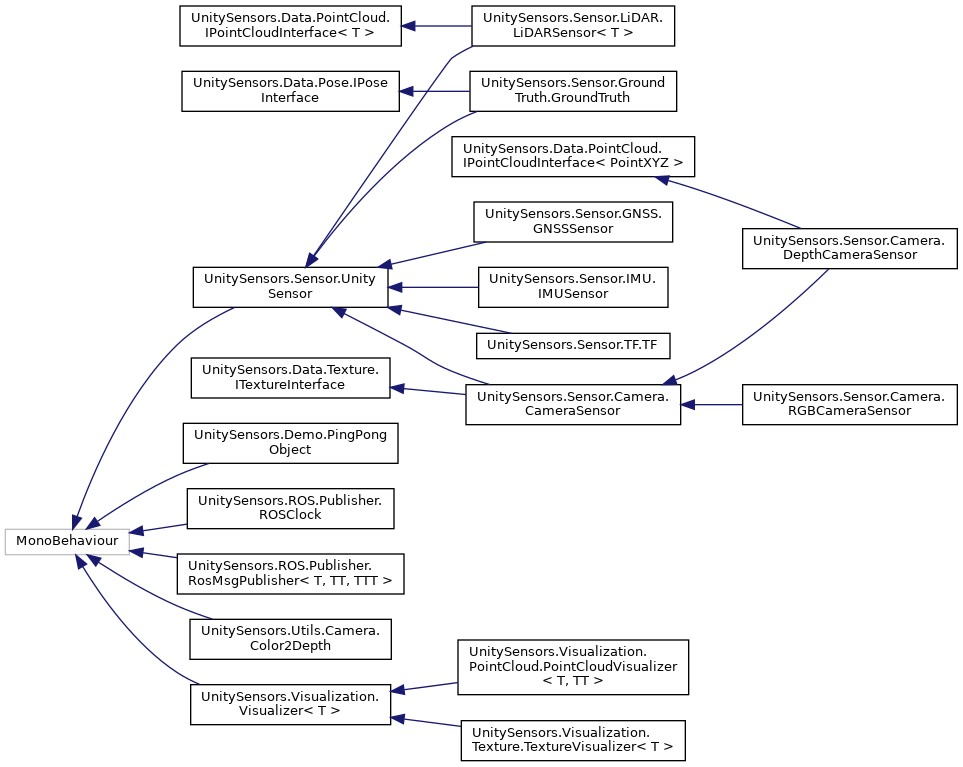 UnitySensors.Data.PointCloud.
IPointCloudInterface< T >
UnitySensors.Sensor.LiDAR.
LiDARSensor< T >
UnitySensors.Data.Pose.IPose
Interface
UnitySensors.Sensor.Ground
Truth.GroundTruth
UnitySensors.Data.PointCloud.
IPointCloudInterface< PointXYZ >
UnitySensors.Sensor.GNSS.
GNSSSensor
UnitySensors.Sensor.Camera.
DepthCameraSensor
UnitySensors.Sensor.Unity
Sensor
UnitySensors.Sensor.IMU.
IMUSensor
UnitySensors.Sensor.TF.TF
UnitySensors.Data.Texture.
ITextureInterface
UnitySensors.Sensor.Camera.
CameraSensor
UnitySensors.Sensor.Camera.
RGBCameraSensor
UnitySensors.Demo.PingPong
Object
UnitySensors.ROS.Publisher.
ROSClock
MonoBehaviour
UnitySensors.ROS.Publisher.
RosMsgPublisher< T, TT, TTT >
UnitySensors.Utils.Camera.
Color2Depth
UnitySensors.Visualization.
PointCloud.PointCloudVisualizer
< T, TT >
UnitySensors.Visualization.
Visualizer< T >
UnitySensors.Visualization.
Texture.TextureVisualizer< T >